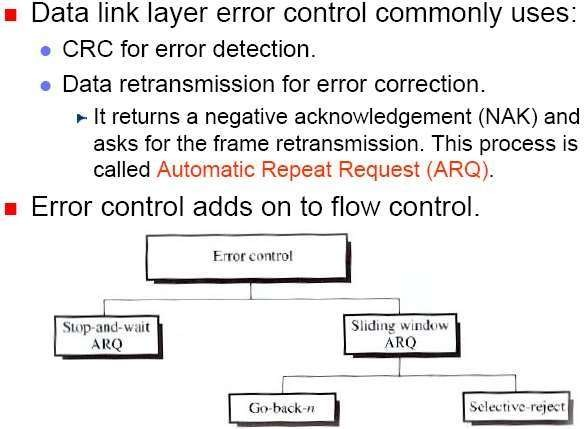 Data link layer error control commonly uses:
CRC for error detection.
Data retransmission for error correction.
It returns a negative acknowledgement (NAK) and
asks for the frame retransmission. This process is
called Automatic Repeat Request (ARQ).
Error control adds on to flow control.
Error control
Stop-and-wait
ARQ
Sliding window
ARQ
Go-back-n
Selective-reject